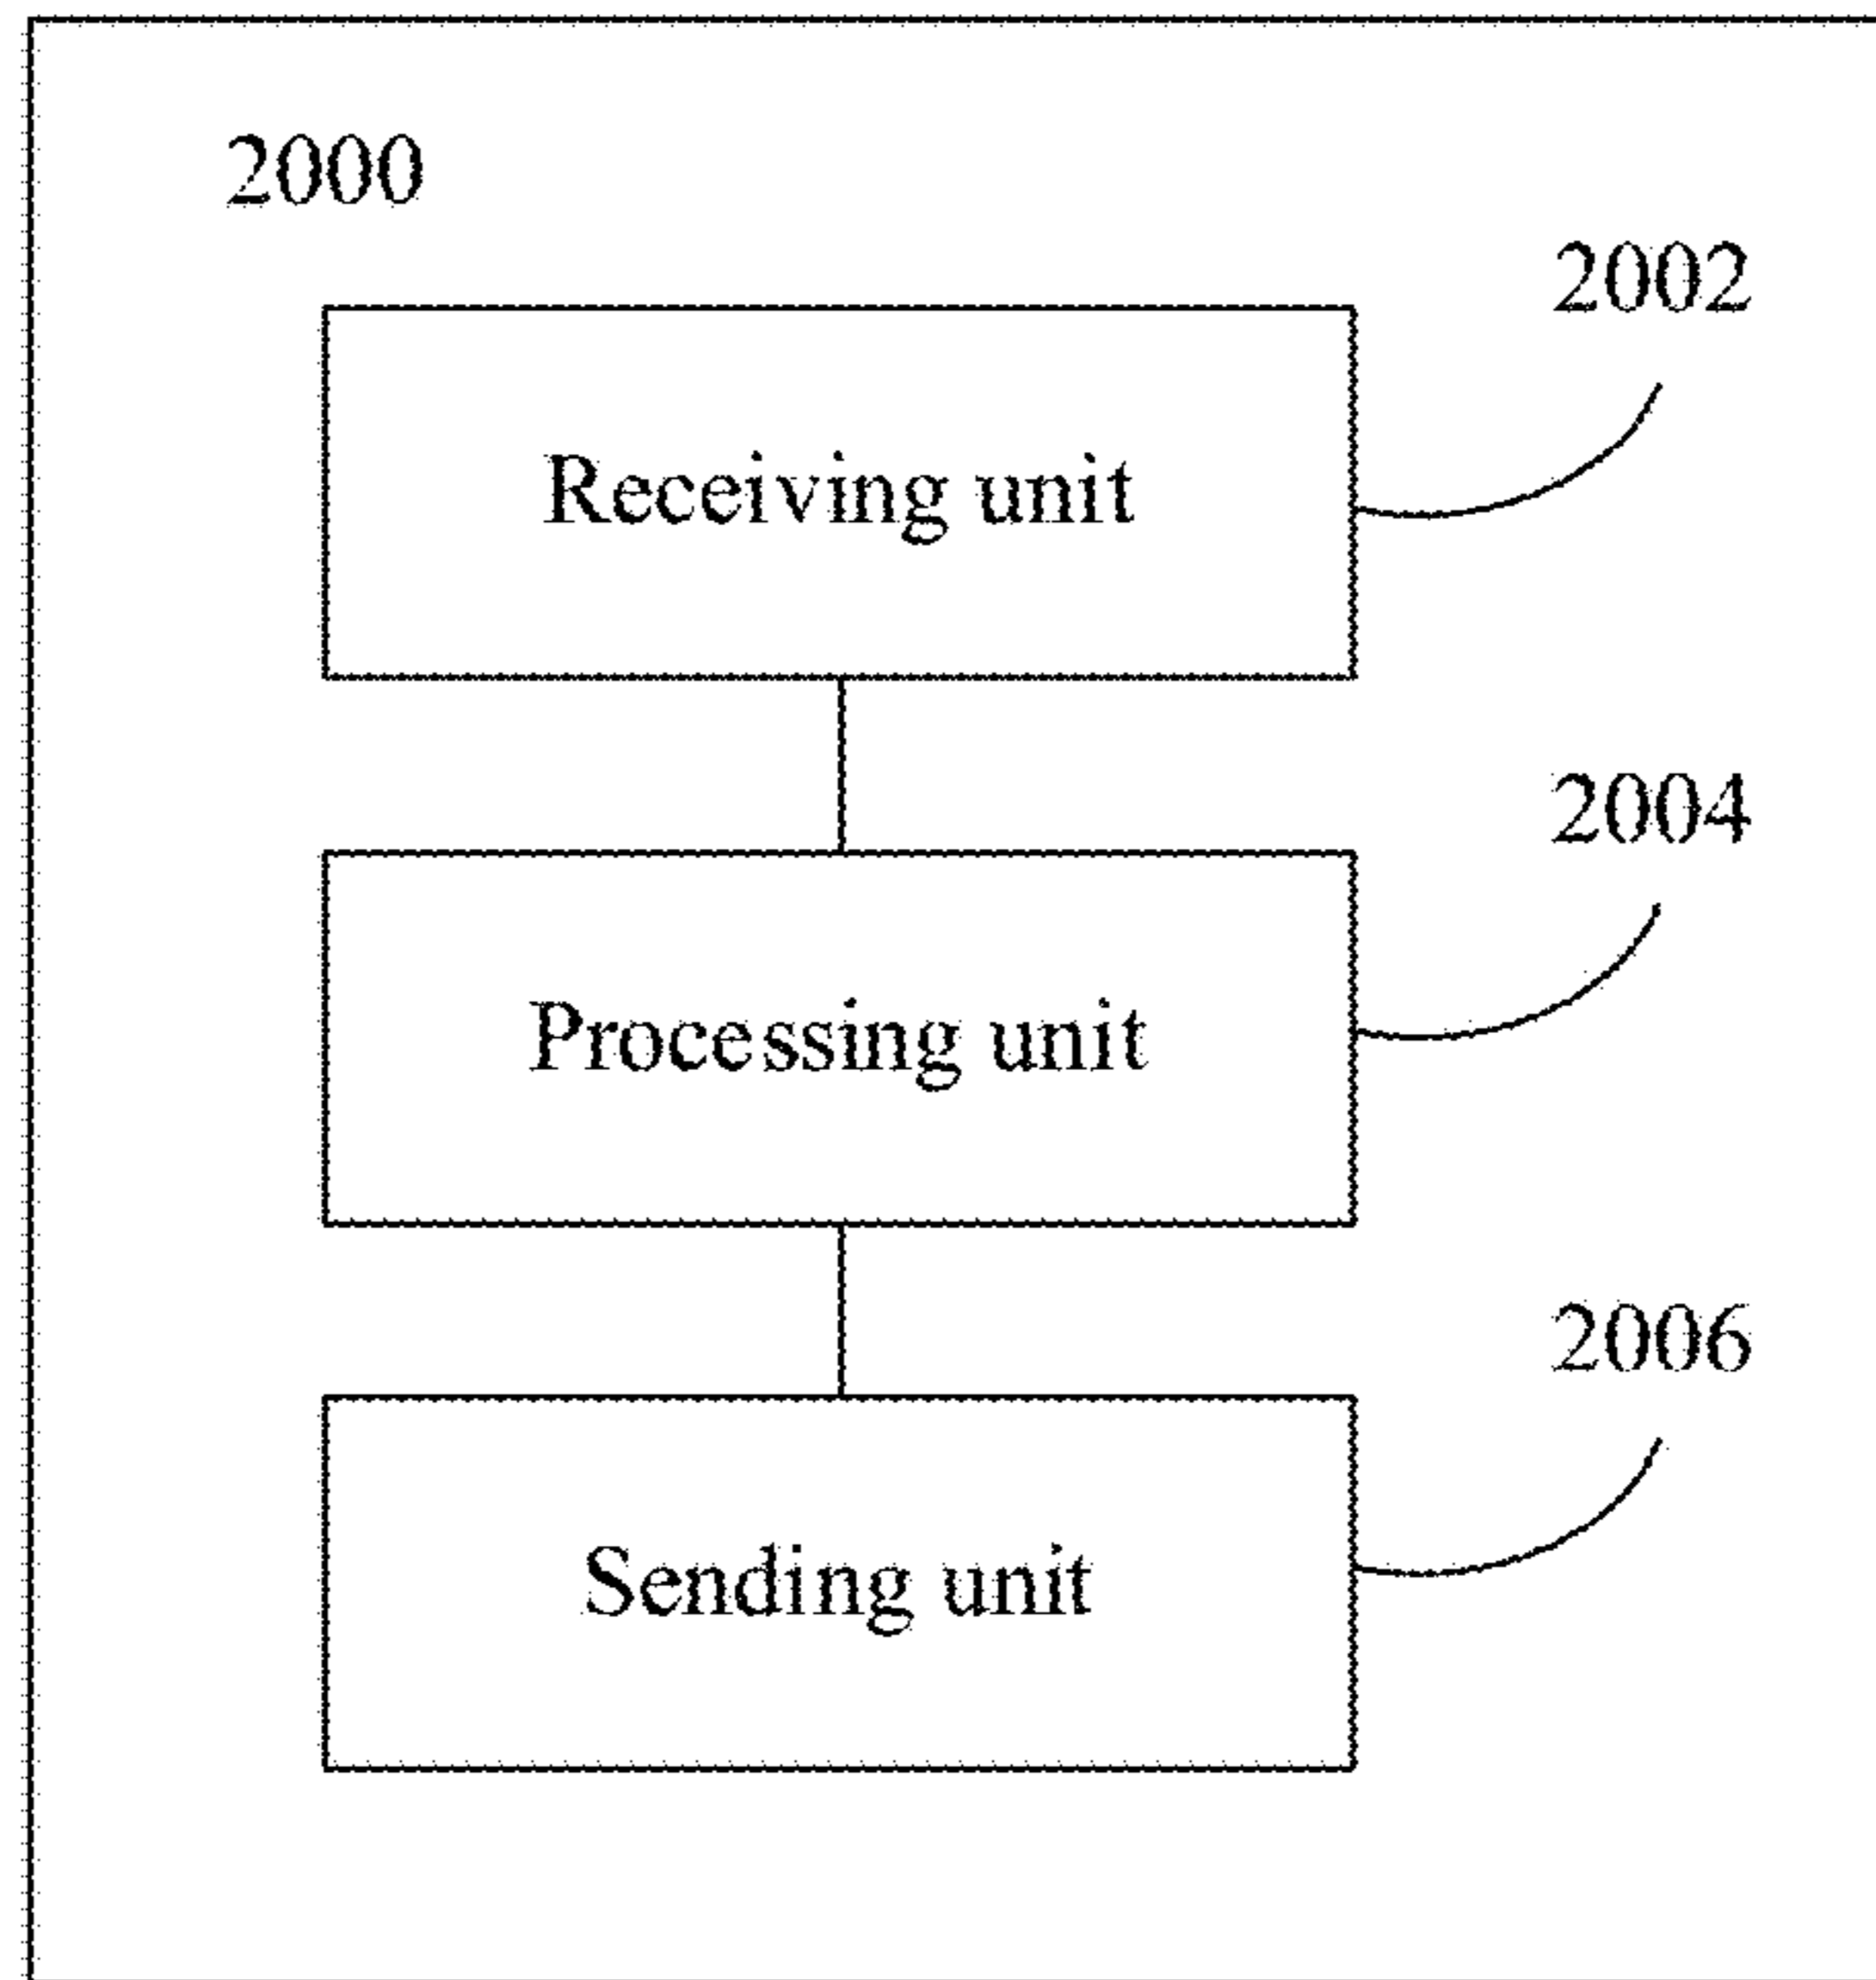 2000
2002
Receiving unit
2004
Processing unit
2006
Sending unit